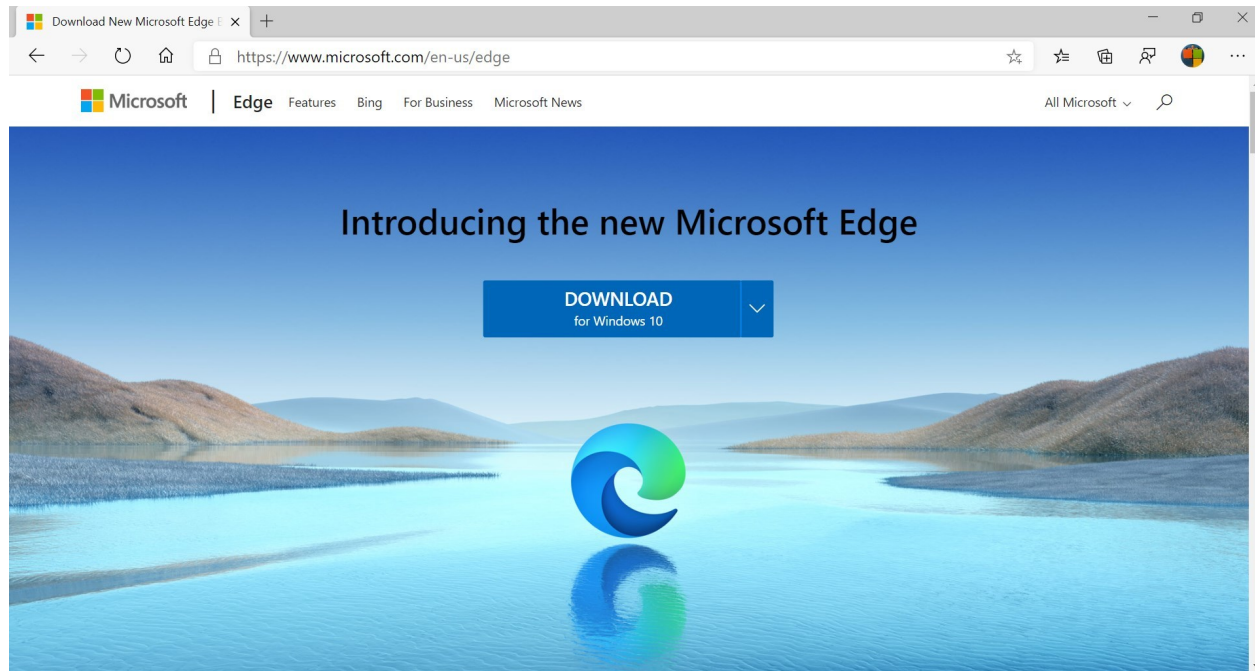 Download New Microsoft Edge
https://www.microsoft.com/en-us/edge
Microsoft Edge Features Bing For Business Microsoft News All Microsoft
Introducing the new Microsoft Edge
DOWNLOAD
for Windows 10